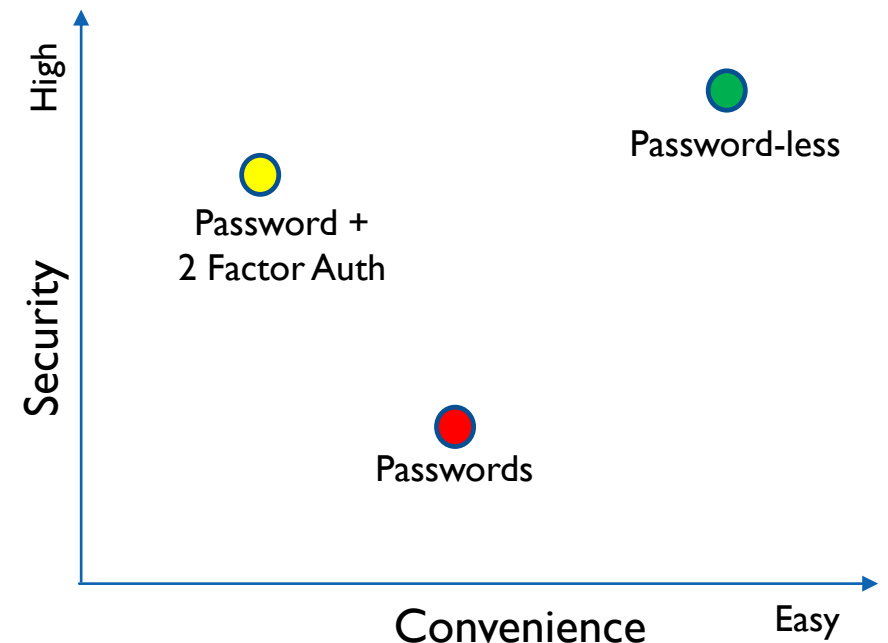 High
Password-less
Password +
2 Factor Auth
Security
Passwords
Convenience
Easy